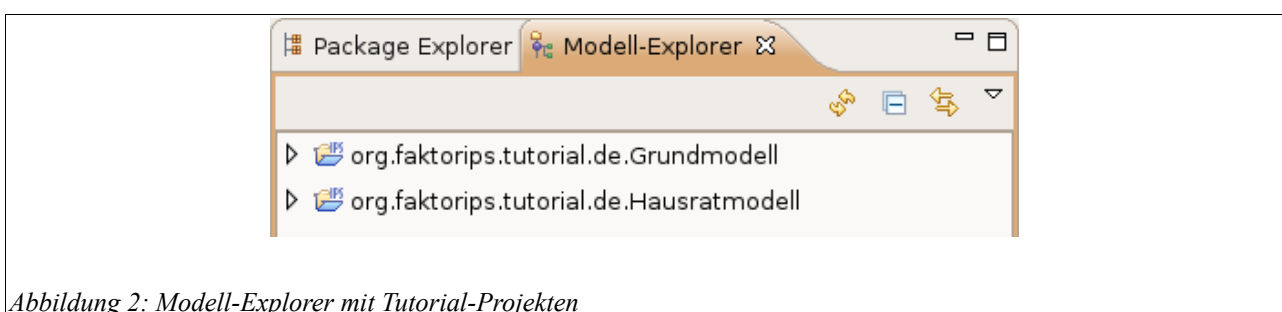 Package Explorer Modell-Explorer
org.faktorips.tutorial.de.Grundmodell
org.faktorips.tutorial.de.Hausratmodell
Abbildung 2: Modell-Explorer mit Tutorial-Projekten